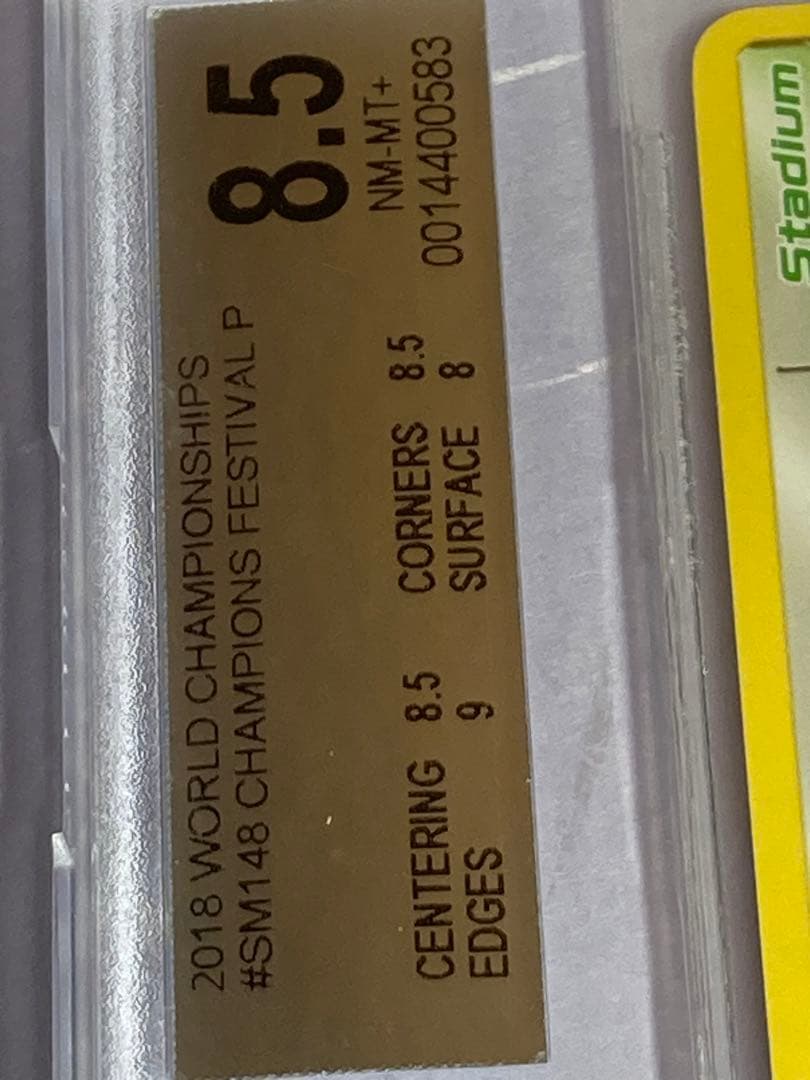 2018 WORLD CHAMPIONSHIPS
#SM148 CHAMPIONS FESTIVAL P
8.5
NM-MT+
0014400583
CENTERING 8.5 CORNERS 8.5
EDGES 9 SURFACE 8
Stadium